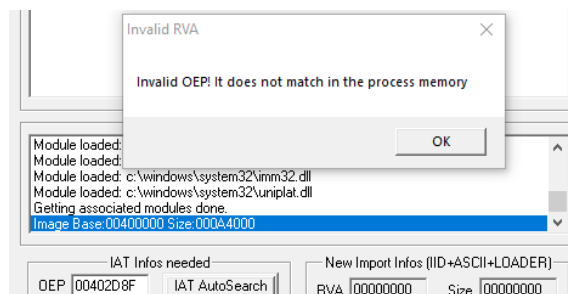 Invalid RVA
Invalid OEP! It does not match in the process memory
OK
Module loaded:
Module loaded:
Module loaded: c:\windows\system32\imm32.dll
Module loaded: c:\windows\system32\uniplat.dll
Getting associated modules done.
Image Base:00400000 Size:000A4000
IAT Infos needed
New Import Infos (IID+ASCII+LOADER)
OEP 00402D8F IAT AutoSearch
RVA 00000000 Size 00000000